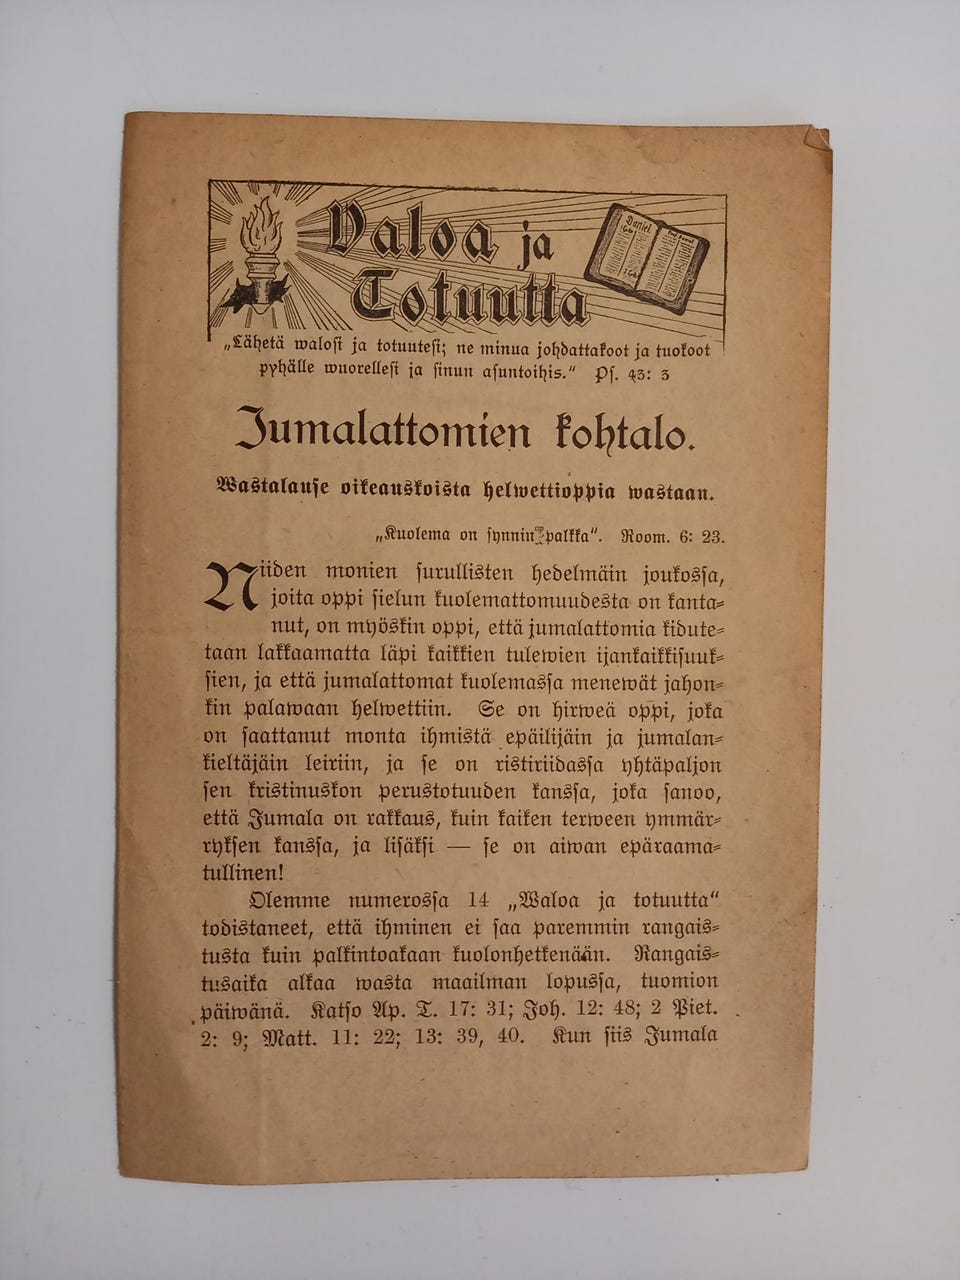 Valoa ja
Totuutta
Daniel
„Lähetä walosi ja totuutesi; ne minua johdattakoot ja tuokoot
pyhälle wuorellesi ja sinun asuntoihis.“ Ps. 43: 3
Jumalattomien kohtalo.
Wastalause oikeauskoista helwettioppia wastaan.
„Kuolema on synnin palkka“. Room. 6: 23.
Niiden monien surullisten hedelmäin joukossa,
joita oppi sielun kuolemattomuudesta on kanta-
nut, on myöskin oppi, että jumalattomia kidute-
taan lakkaamatta läpi kaikkien tulewien ijankaikkisuuk-
sien, ja että jumalattomat kuolemassa menewät jahon-
kin palawaan helwettiin. Se on hirweä oppi, joka
on saattanut monta ihmistä epäilijäin ja jumalan-
kieltäjäin leiriin, ja se on ristiriidassa yhtäpaljon
sen kristinuskon perustotuuden kanssa, joka sanoo,
että Jumala on rakkaus, kuin kaiken terween ymmär-
ryksen kanssa, ja lisäksi — se on aiwan epäraama-
tullinen!
Olemme numerossa 14 „Waloa ja totuutta“
todistaneet, että ihminen ei saa paremmin rangais-
tusta kuin palkintoakaan kuolonhetkenään. Rangais-
tusaika alkaa wasta maailman lopussa, tuomion
päiwänä. Katso Ap. T. 17: 31; Joh. 12: 48; 2 Piet.
2: 9; Matt. 11: 22; 13: 39, 40. Kun siis Jumala